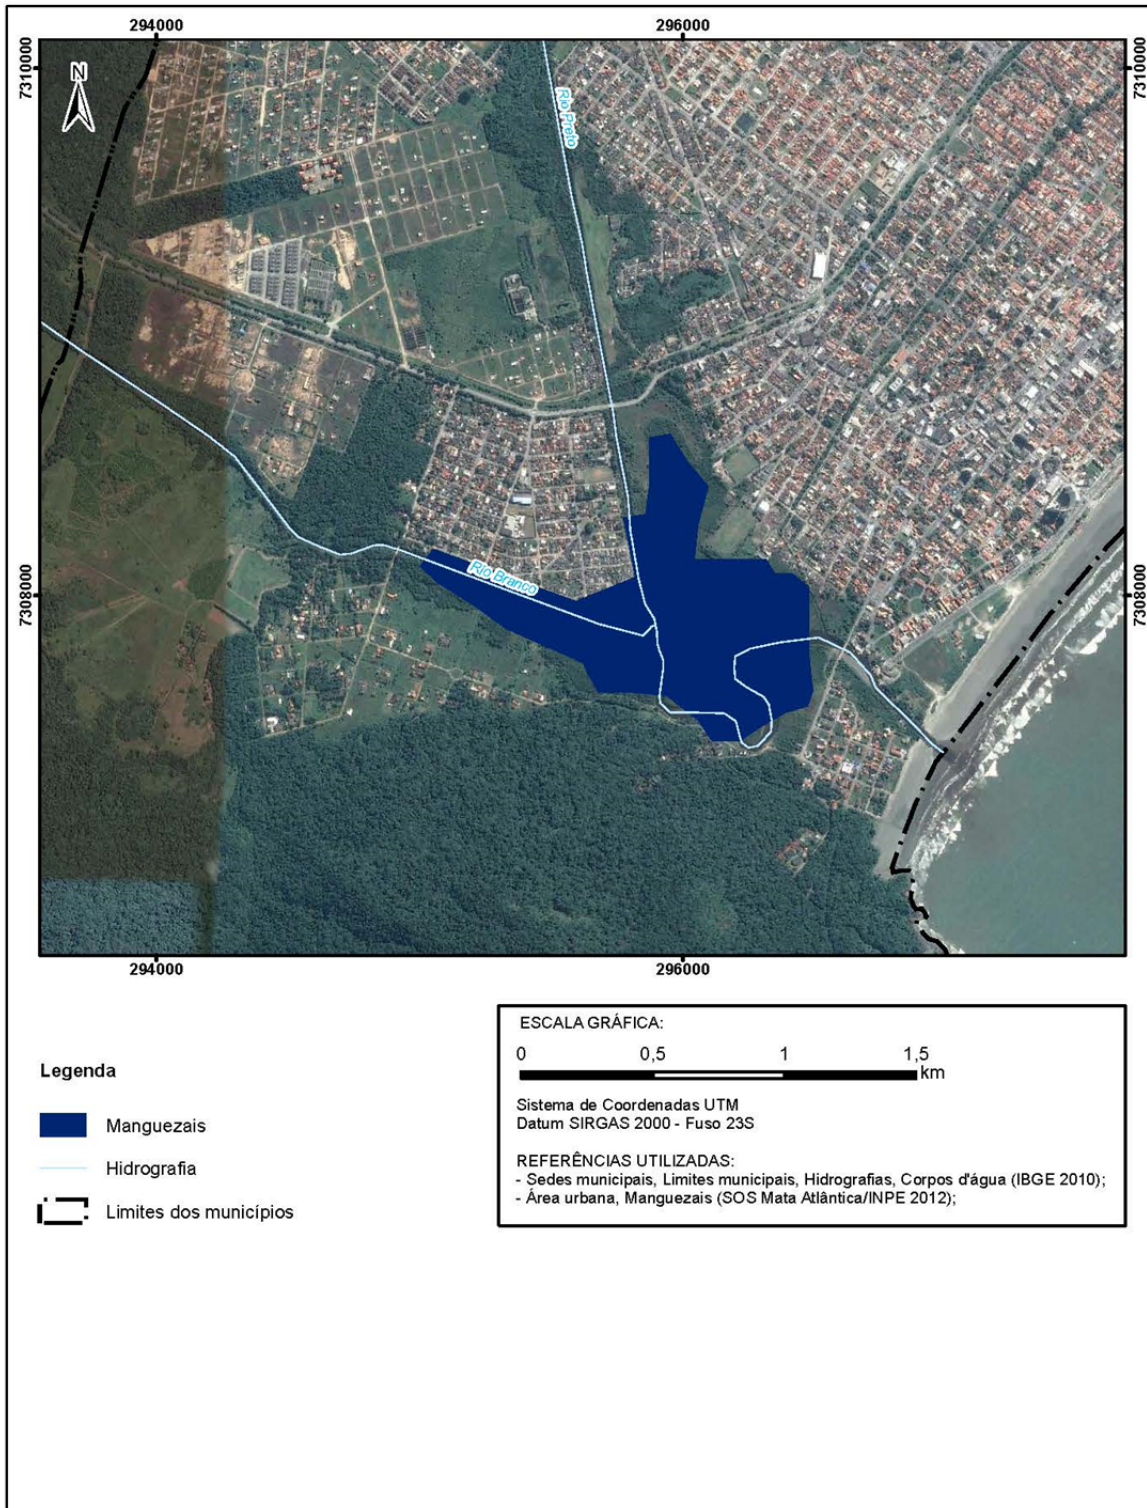 294000 296000
7310000 7310000
N
Rio Preto
7308000 7308000
Rio Branco
294000 296000
ESCALA GRÁFICA:
0 0,5 1 1,5
km
Legenda
Sistema de Coordenadas UTM
Datum SIRGAS 2000 - Fuso 23S
Manguezais
REFERÊNCIAS UTILIZADAS:
Hidrografia
- Sedes municipais, Limites municipais, Hidrografias, Corpos d'água (IBGE 2010);
- Área urbana, Manguezais (SOS Mata Atlântica/INPE 2012);
Limites dos municípios